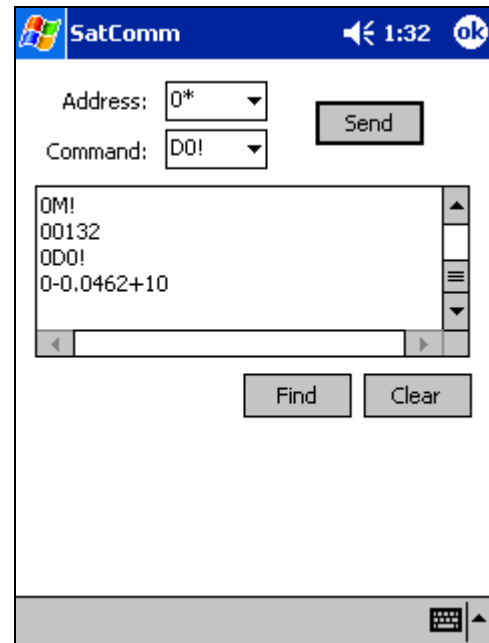 SatComm 1:32 ok
Address: 0*
Send
Command: D0!
0M!
00132
0D0!
0-0.0462+10
Find Clear